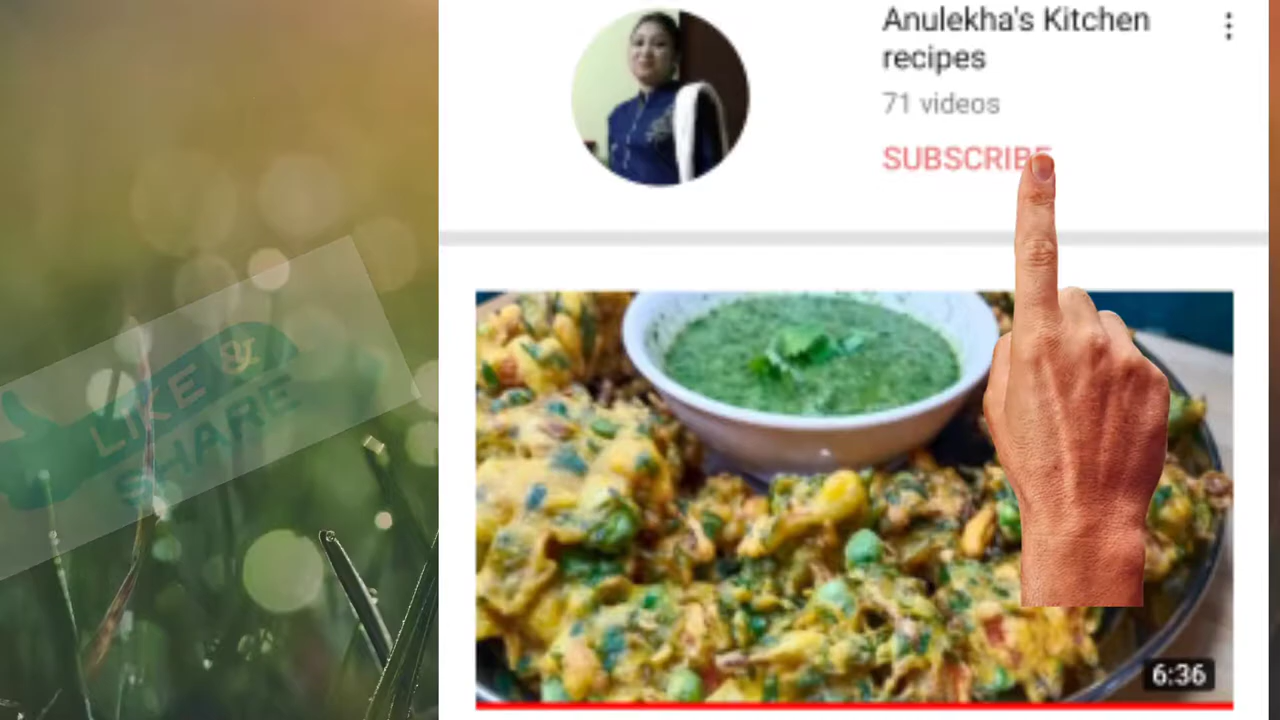 Anulekha's Kitchen
recipes
71 videos
SUBSCRIBE
LIKE &
SHARE
6:36